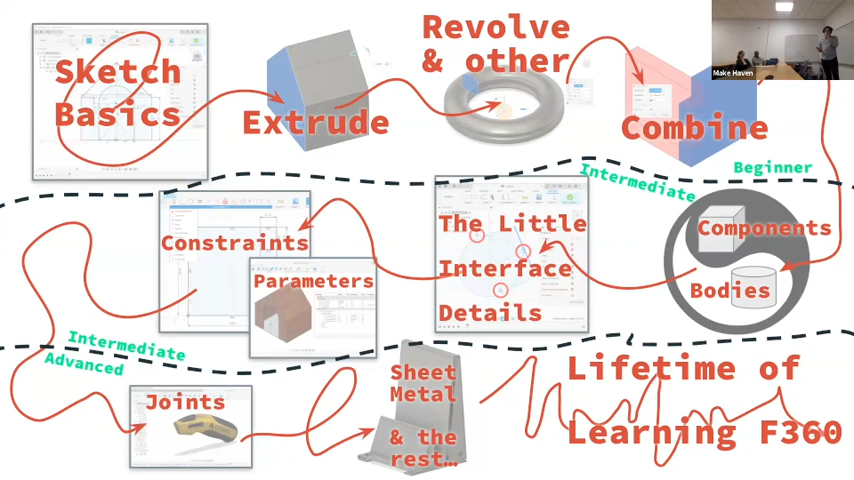 Sketch
Basics
Extrude
Revolve
& other
Combine
Make Haven
Beginner
Intermediate
Components
Bodies
The Little
Interface
Details
Constraints
Parameters
Intermediate
Advanced
Joints
Sheet
Metal
& the
rest…
Lifetime of
Learning F360